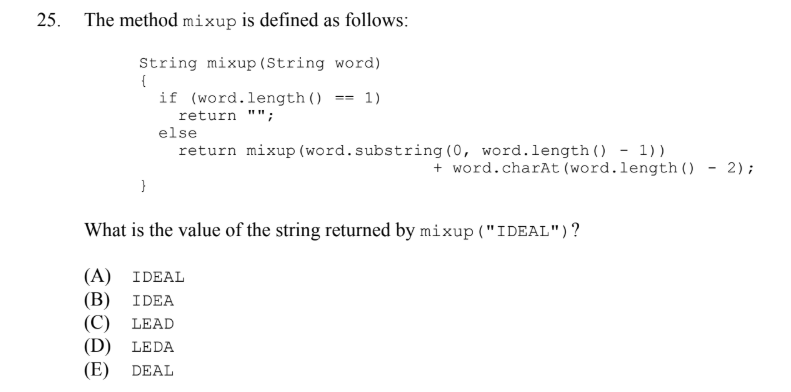 25. The method mixup is defined as follows:
String mixup(String word)
{
if (word.length() == 1)
return "";
else
return mixup(word.substring(0, word.length() - 1))
+ word.charAt(word.length() - 2);
}
What is the value of the string returned by mixup("IDEAL")?
(A) IDEAL
(B) IDEA
(C) LEAD
(D) LEDA
(E) DEAL